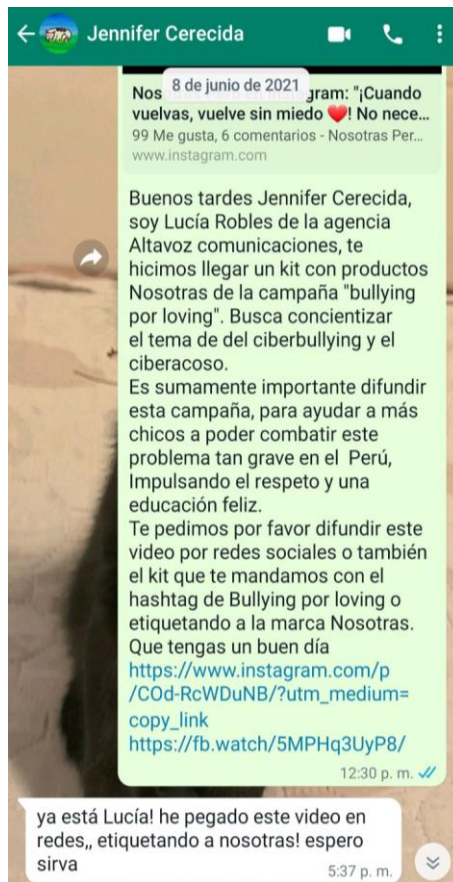 Jennifer Cerecida
8 de junio de 2021
Nos gram: "¡Cuando
vuelvas, vuelve sin miedo ❤️! No nece...
99 Me gusta, 6 comentarios - Nosotras Per...
www.instagram.com
Buenos tardes Jennifer Cerecida,
soy Lucía Robles de la agencia
Altavoz comunicaciones, te
hicimos llegar un kit con productos
Nosotras de la campaña "bullying
por loving". Busca concientizar
el tema de del ciberbullying y el
ciberacoso.
Es sumamente importante difundir
esta campaña, para ayudar a más
chicos a poder combatir este
problema tan grave en el Perú,
Impulsando el respeto y una
educación feliz.
Te pedimos por favor difundir este
video por redes sociales o también
el kit que te mandamos con el
hashtag de Bullying por loving o
etiquetando a la marca Nosotras.
Que tengas un buen día
https://www.instagram.com/p
/COd-RcWDuNB/?utm_medium=
copy_link
https://fb.watch/5MPHq3UyP8/
12:30 p. m.
ya está Lucía! he pegado este video en
redes,, etiquetando a nosotras! espero
sirva
5:37 p. m.